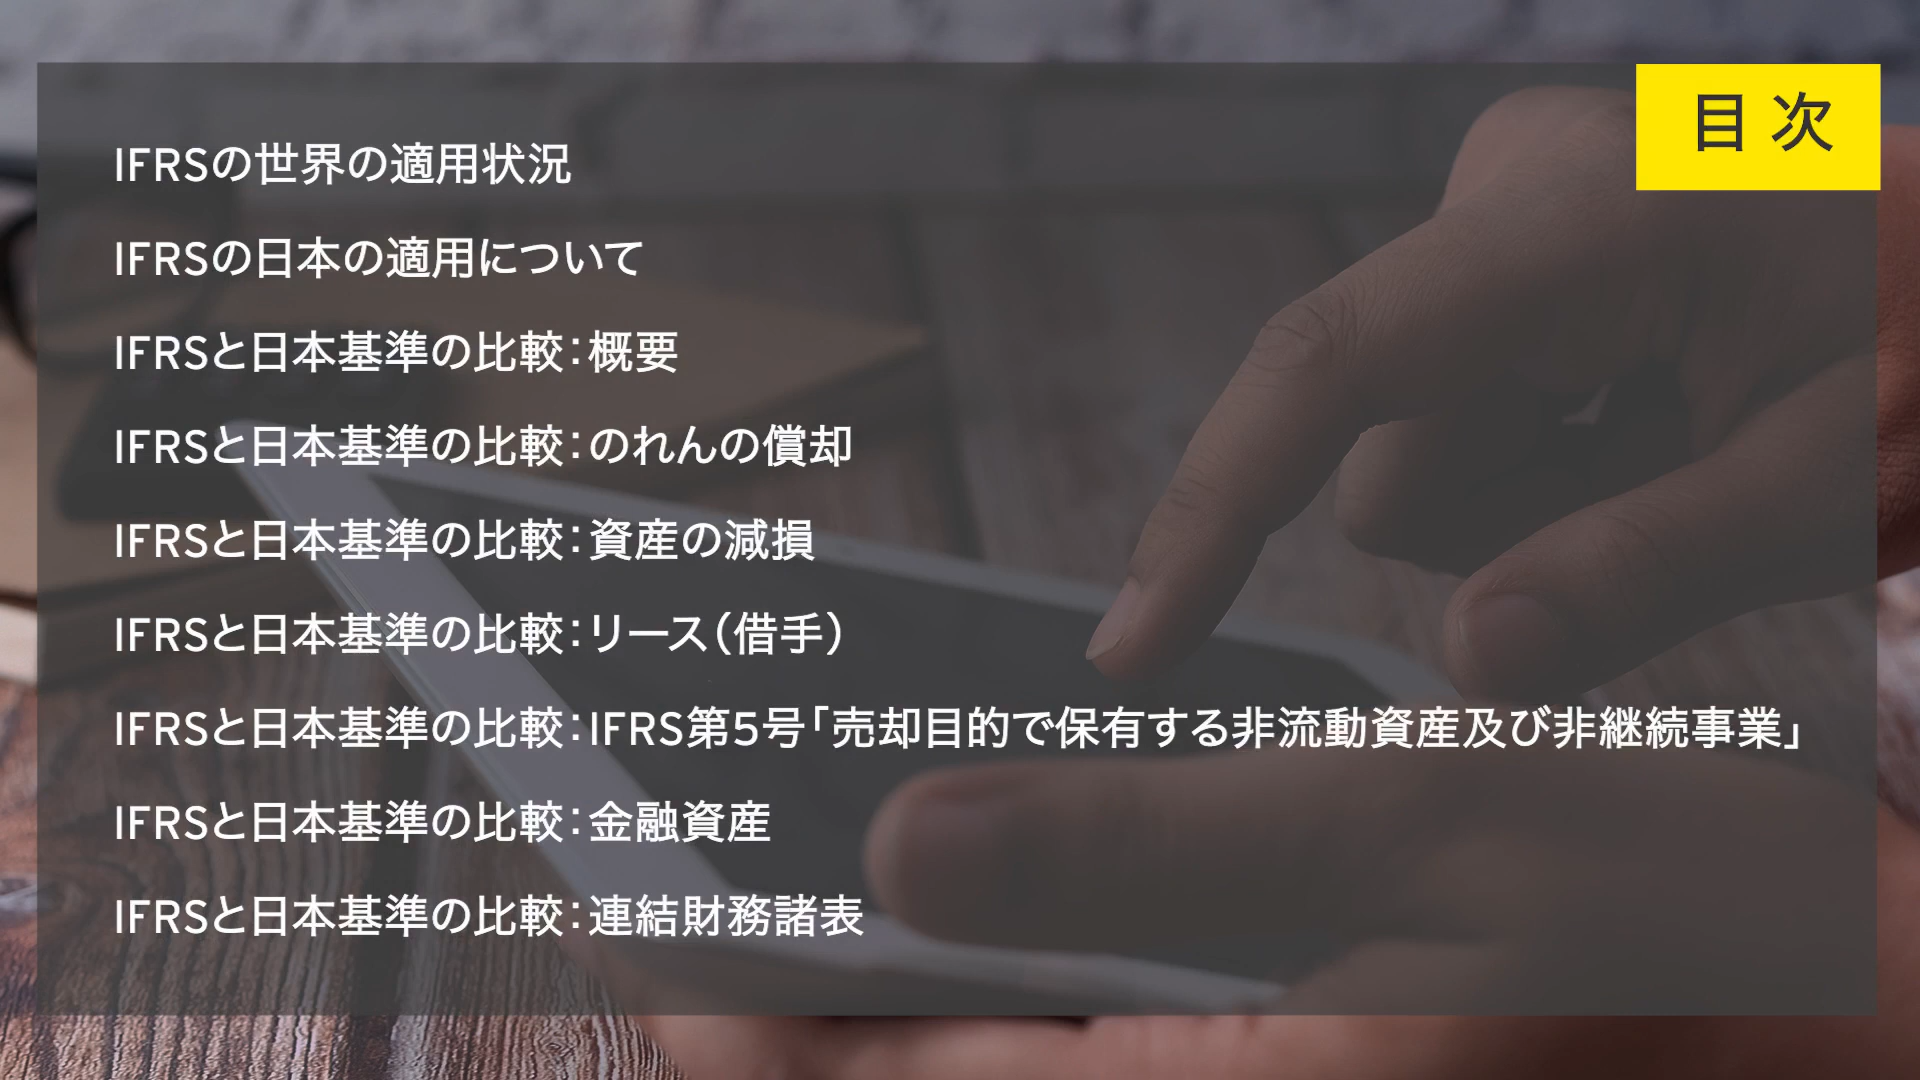 目次
IFRSの世界の適用状況
IFRSの日本の適用について
IFRSと日本基準の比較：概要
IFRSと日本基準の比較：のれんの償却
IFRSと日本基準の比較：資産の減損
IFRSと日本基準の比較：リース（借手）
IFRSと日本基準の比較：IFRS第5号「売却目的で保有する非流動資産及び非継続事業」
IFRSと日本基準の比較：金融資産
IFRSと日本基準の比較：連結財務諸表